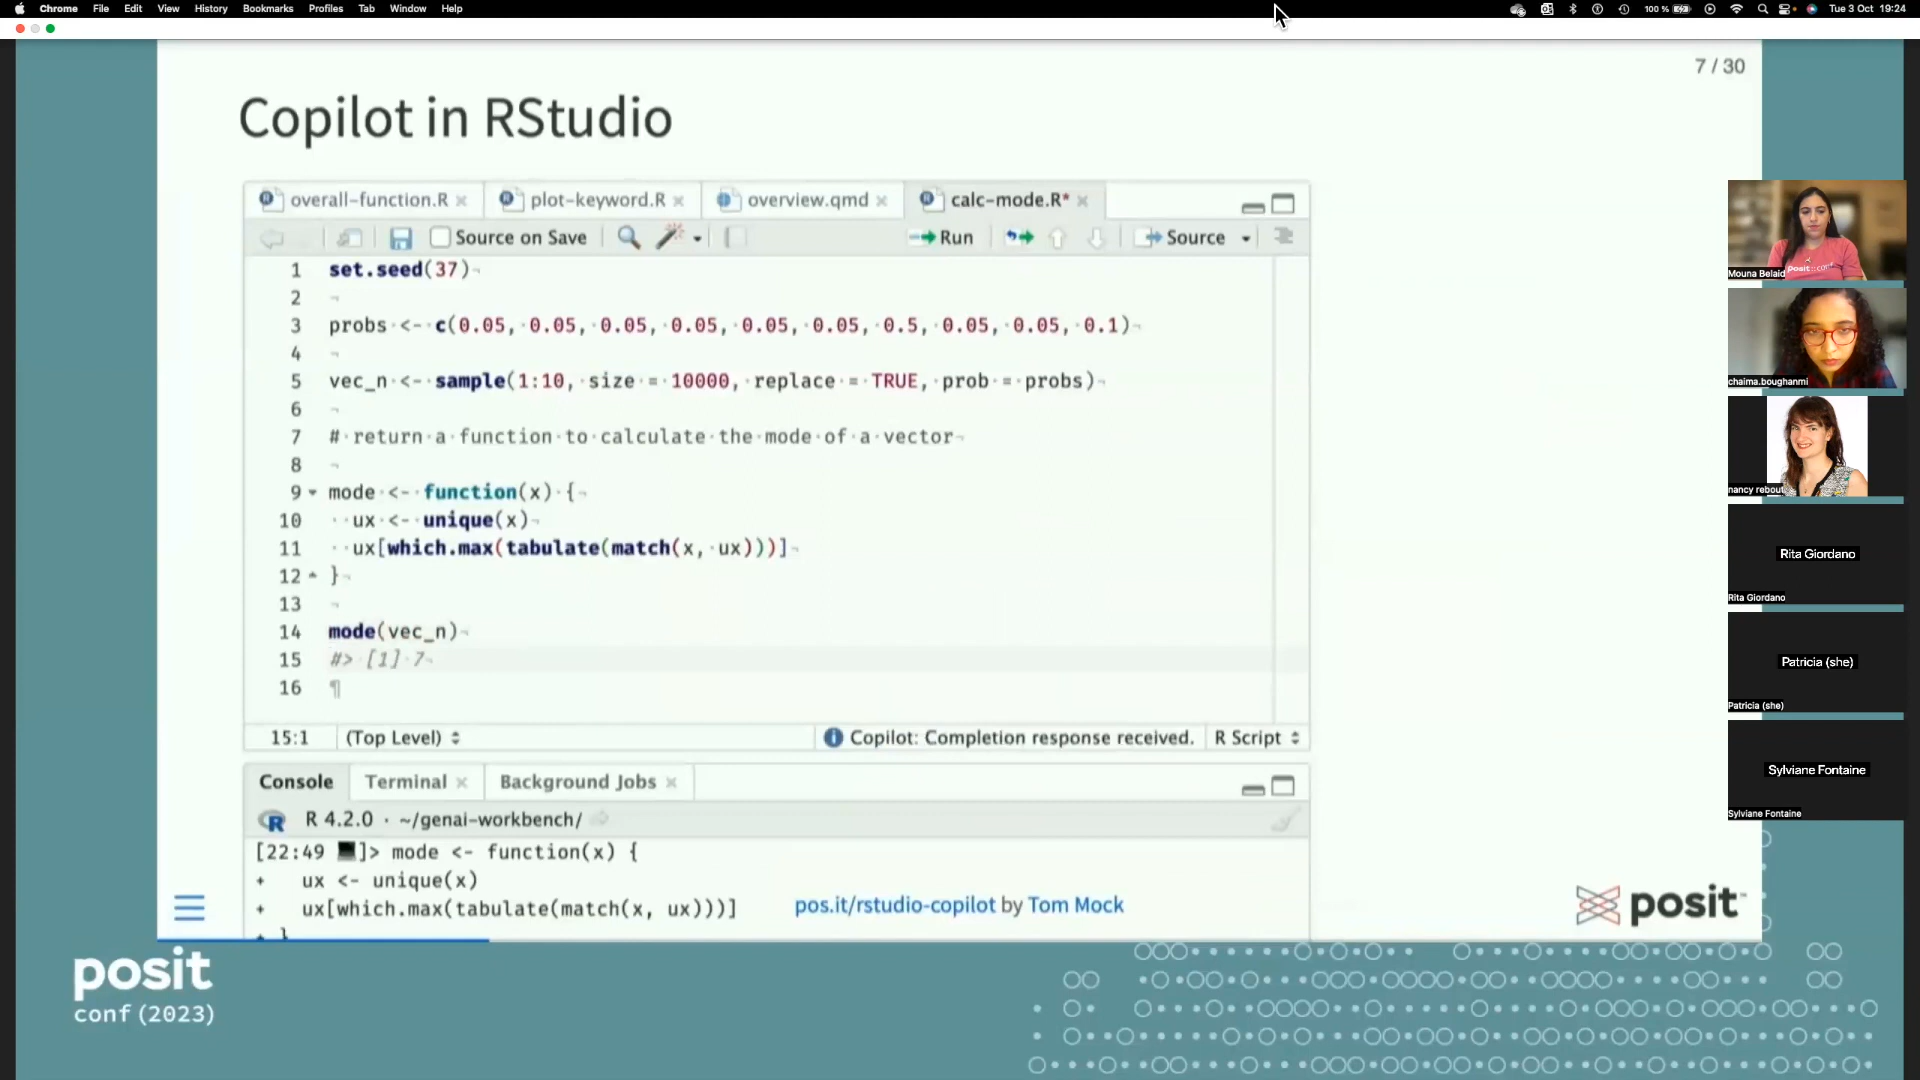 Chrome File Edit View History Bookmarks Profiles Tab Window Help 100 % Tue 3 Oct 19:24
7 / 30
Copilot in RStudio
overall-function.R plot-keyword.R overview.qmd calc-mode.R*
Source on Save Run Source
1 set.seed(37)
2
3 probs <- c(0.05, 0.05, 0.05, 0.05, 0.05, 0.05, 0.5, 0.05, 0.05, 0.1)
4
5 vec_n <- sample(1:10, size = 10000, replace = TRUE, prob = probs)
6
7 # return a function to calculate the mode of a vector
8
9 mode <- function(x) {
10 ux <- unique(x)
11 ux[which.max(tabulate(match(x, ux)))]
12 }
13
14 mode(vec_n)
15 #> [1] 7
16
15:1 (Top Level) Copilot: Completion response received. R Script
Console Terminal Background Jobs
R 4.2.0 · ~/genai-workbench/
[22:49 ]> mode <- function(x) {
+ ux <- unique(x)
+ ux[which.max(tabulate(match(x, ux)))]
+ }
pos.it/rstudio-copilot by Tom Mock
posit™
posit
conf(2023)
posit::conf
Mouna Belaid
chaima.boughanmi
nancy rebout
Rita Giordano
Rita Giordano
Patricia (she)
Patricia (she)
Sylviane Fontaine
Sylviane Fontaine